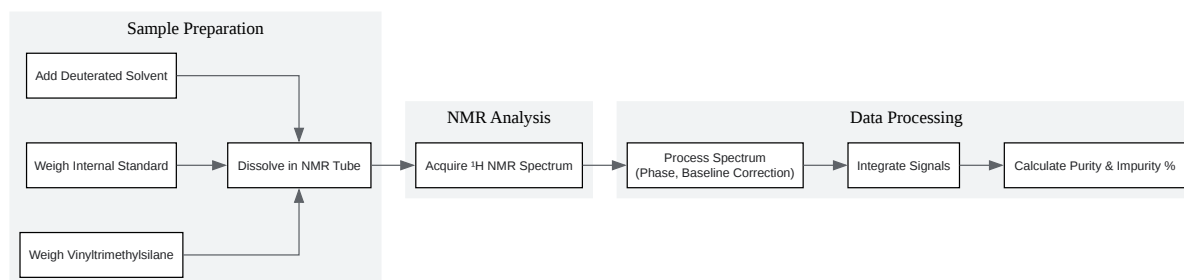 Sample Preparation
Add Deuterated Solvent
Weigh Internal Standard
Dissolve in NMR Tube
Weigh Vinyltrimethylsilane
NMR Analysis
Acquire ¹H NMR Spectrum
Data Processing
Process Spectrum
(Phase, Baseline Correction)
Integrate Signals
Calculate Purity & Impurity %